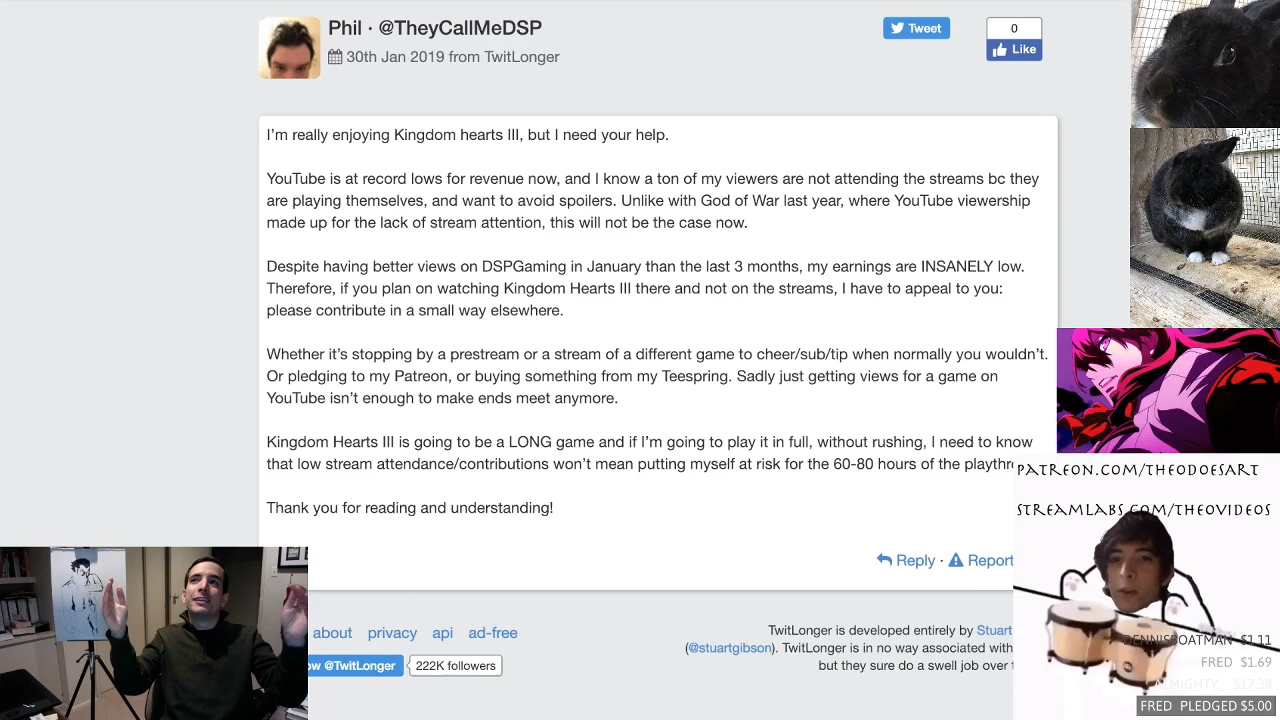 Phil · @TheyCallMeDSP
30th Jan 2019 from TwitLonger
Tweet
0
Like
I'm really enjoying Kingdom hearts III, but I need your help.
YouTube is at record lows for revenue now, and I know a ton of my viewers are not attending the streams bc they
are playing themselves, and want to avoid spoilers. Unlike with God of War last year, where YouTube viewership
made up for the lack of stream attention, this will not be the case now.
Despite having better views on DSPGaming in January than the last 3 months, my earnings are INSANELY low.
Therefore, if you plan on watching Kingdom Hearts III there and not on the streams, I have to appeal to you:
please contribute in a small way elsewhere.
Whether it's stopping by a prestream or a stream of a different game to cheer/sub/tip when normally you wouldn't.
Or pledging to my Patreon, or buying something from my Teespring. Sadly just getting views for a game on
YouTube isn't enough to make ends meet anymore.
Kingdom Hearts III is going to be a LONG game and if I'm going to play it in full, without rushing, I need to know
that low stream attendance/contributions won't mean putting myself at risk for the 60-80 hours of the playthr
Thank you for reading and understanding!
Reply · Report
PATREON.COM/THEODOESART
STREAMLABS.COM/THEOVIDEOS
about privacy api ad-free
ow @TwitLonger 222K followers
TwitLonger is developed entirely by Stuart
(@stuartgibson). TwitLonger is in no way associated with
but they sure do a swell job over t
DENNISBOATMAN $1.11
FRED $1.69
ALMIGHTY_ $17.38
FRED PLEDGED $5.00